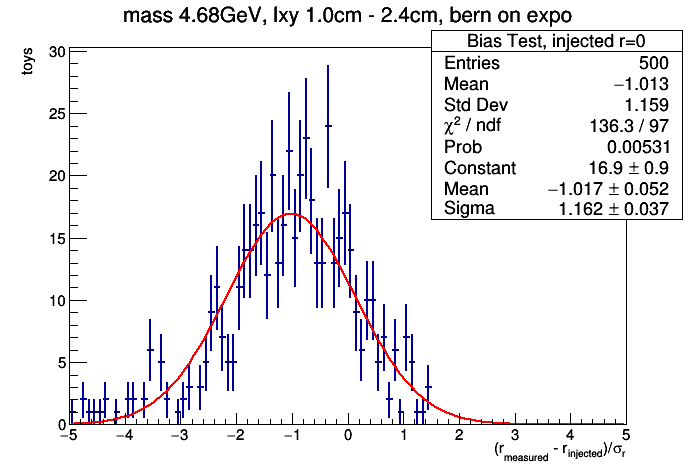 mass 4.68GeV, lxy 1.0cm - 2.4cm, bern on expo
Bias Test, injected r=0
Entries 500
Mean −1.013
Std Dev 1.159
χ² / ndf 136.3 / 97
Prob 0.00531
Constant 16.9 ± 0.9
Mean −1.017 ± 0.052
Sigma 1.162 ± 0.037
toys
30
25
20
15
10
5
0
−5 −4 −3 −2 −1 0 1 2 3 4 5
(r_measured - r_injected)/σ_r